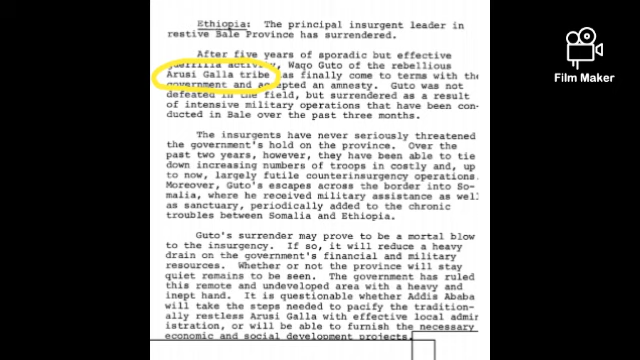 Ethiopia: The principal insurgent leader in
restive Bale Province has surrendered.
After five years of sporadic but effective
guerrilla activity, Waqo Guto of the rebellious
Arusi Galla tribe has finally come to terms with the
government and accepted an amnesty. Guto was not
defeated in the field, but surrendered as a result
of intensive military operations that have been con-
ducted in Bale over the past three months.
The insurgents have never seriously threatened
the government's hold on the province. Over the
past two years, however, they have been able to tie
down increasing numbers of troops in costly and, up
to now, largely futile counterinsurgency operations.
Moreover, Guto's escapes across the border into So-
malia, where he received military assistance as well
as sanctuary, periodically added to the chronic
troubles between Somalia and Ethiopia.
Guto's surrender may prove to be a mortal blow
to the insurgency. If so, it will reduce a heavy
drain on the government's financial and military
resources. Whether or not the province will stay
quiet remains to be seen. The government has ruled
this remote and undeveloped area with a heavy and
inept hand. It is questionable whether Addis Ababa
will take the steps needed to pacify the tradition-
ally restless Arusi Galla with effective local admin
istration, or will be able to furnish the necessary
economic and social development projects.
Film Maker